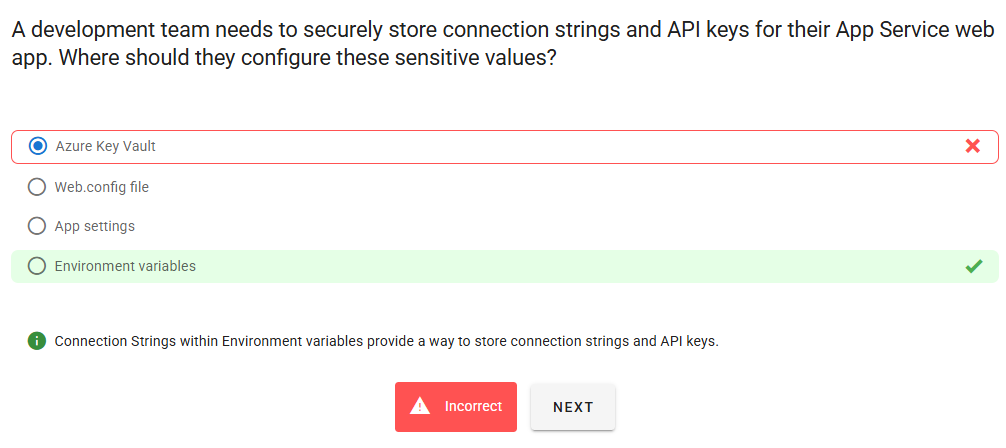 A development team needs to securely store connection strings and API keys for their App Service web
app. Where should they configure these sensitive values?
Azure Key Vault
Web.config file
App settings
Environment variables
Connection Strings within Environment variables provide a way to store connection strings and API keys.
Incorrect
NEXT